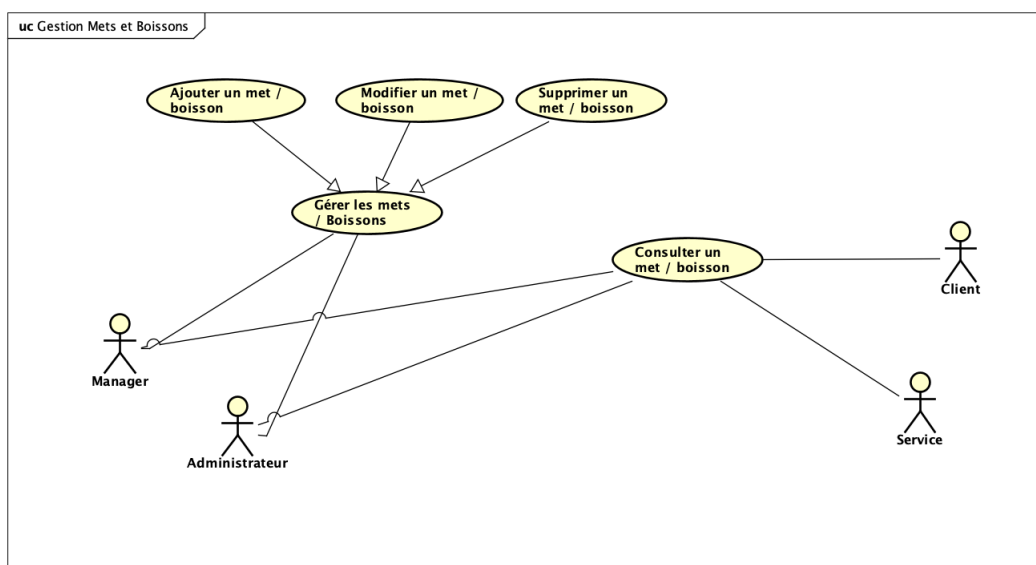 uc Gestion Mets et Boissons
Ajouter un met /
boisson
Modifier un met /
boisson
Supprimer un
met / boisson
Gérer les mets
/ Boissons
Consulter un
met / boisson
Client
Manager
Service
Administrateur